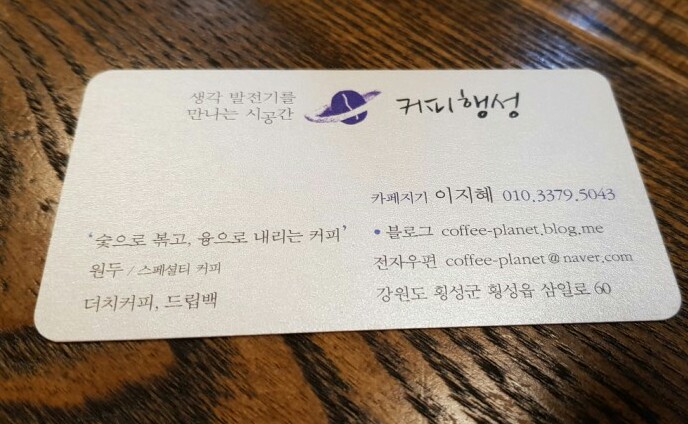 생각 발전기를
만나는 시공간
커피행성
카페지기 이지혜 010.3379.5043
• 블로그 coffee-planet.blog.me
전자우편 coffee-planet@naver.com
강원도 횡성군 횡성읍 삼일로 60
‘숯으로 볶고, 융으로 내리는 커피’
원두 / 스페셜티 커피
더치커피, 드립백